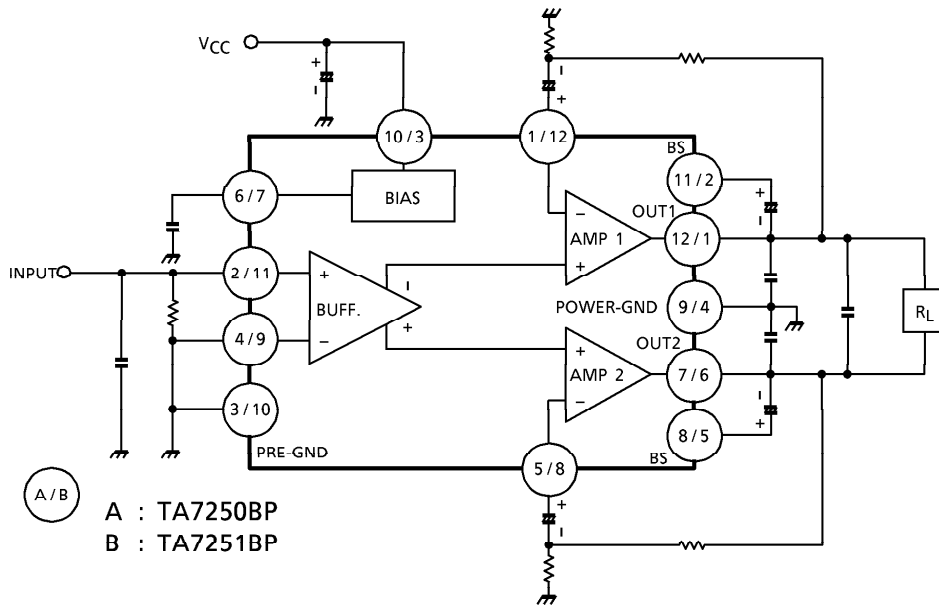 VCC
+
-
10 / 3
-
+
1 / 12
BS
6 / 7
BIAS
11 / 2
+
-
-
OUT1
AMP 1
12 / 1
INPUT
2 / 11
+
-
+
BUFF.
POWER-GND
9 / 4
RL
+
4 / 9
-
OUT2
+
AMP 2
7 / 6
-
3 / 10
-
+
8 / 5
PRE-GND
BS
5 / 8
A / B
A : TA7250BP
+
-
B : TA7251BP